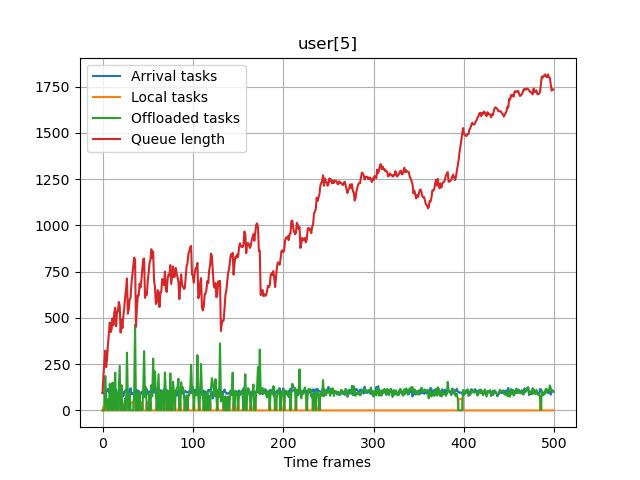 user[5]
Arrival tasks
Local tasks
Offloaded tasks
Queue length
1750
1500
1250
1000
750
500
250
0
0 100 200 300 400 500
Time frames